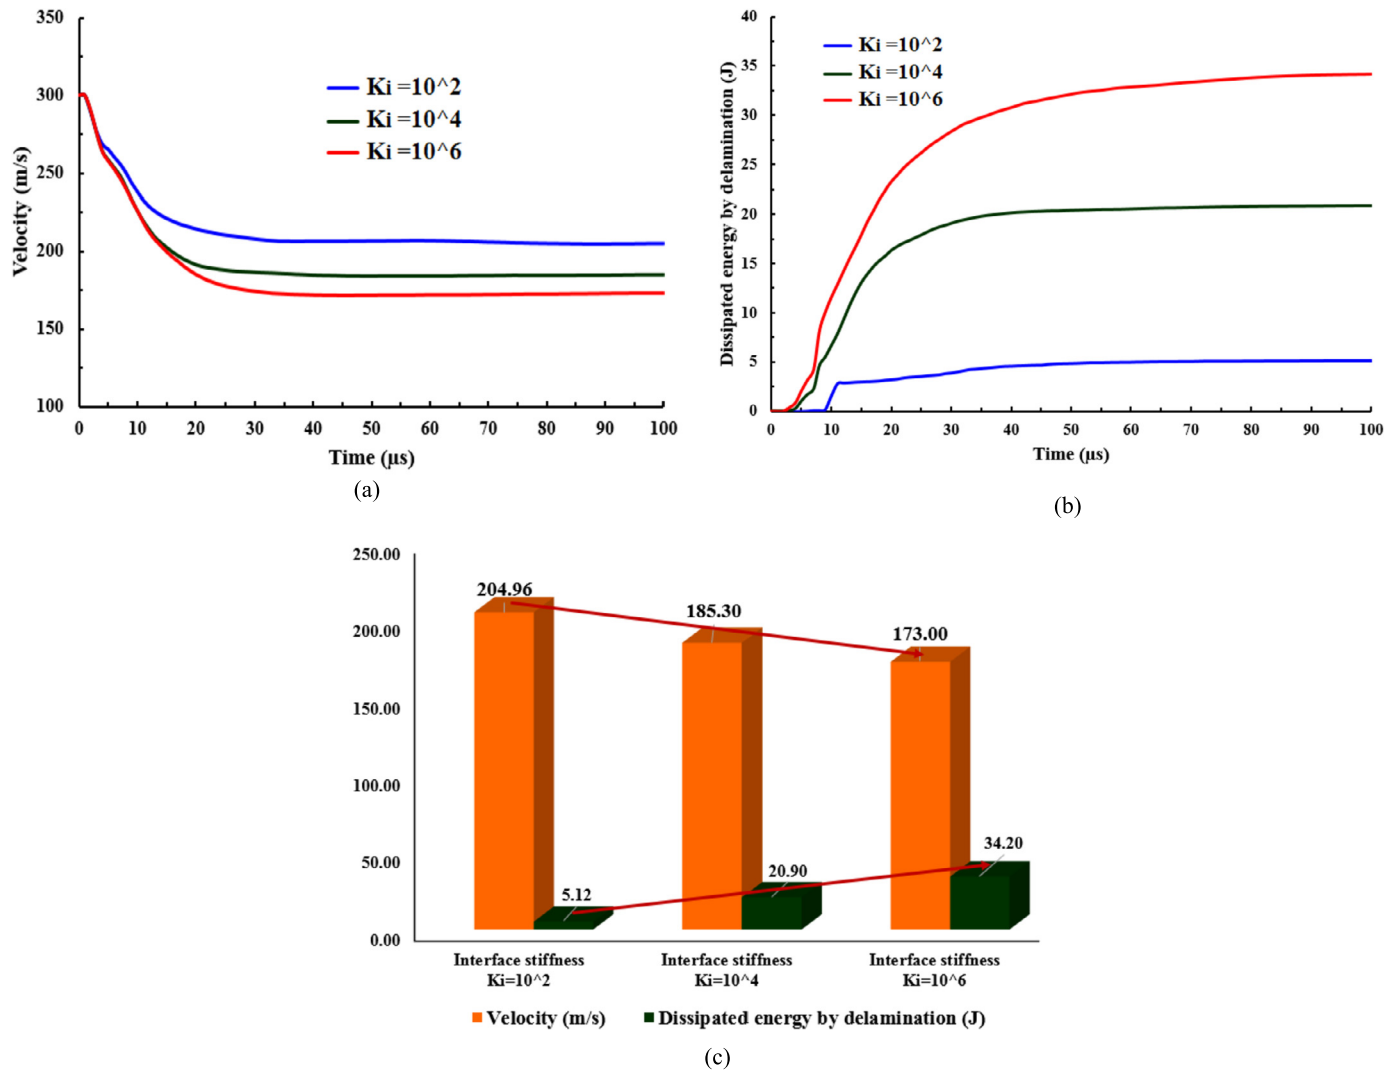 350
300
250
200
150
100
Velocity (m/s)
Ki =10^2
Ki =10^4
Ki =10^6
0 10 20 30 40 50 60 70 80 90 100
Time (µs)
(a)
40
35
30
25
20
15
10
5
0
Dissipated energy by delamination (J)
Ki =10^2
Ki =10^4
Ki =10^6
0 10 20 30 40 50 60 70 80 90 100
Time (µs)
(b)
250.00
200.00
150.00
100.00
50.00
0.00
204.96
185.30
173.00
5.12
20.90
34.20
Interface stiffness
Ki=10^2
Interface stiffness
Ki=10^4
Interface stiffness
Ki=10^6
Velocity (m/s)
Dissipated energy by delamination (J)
(c)